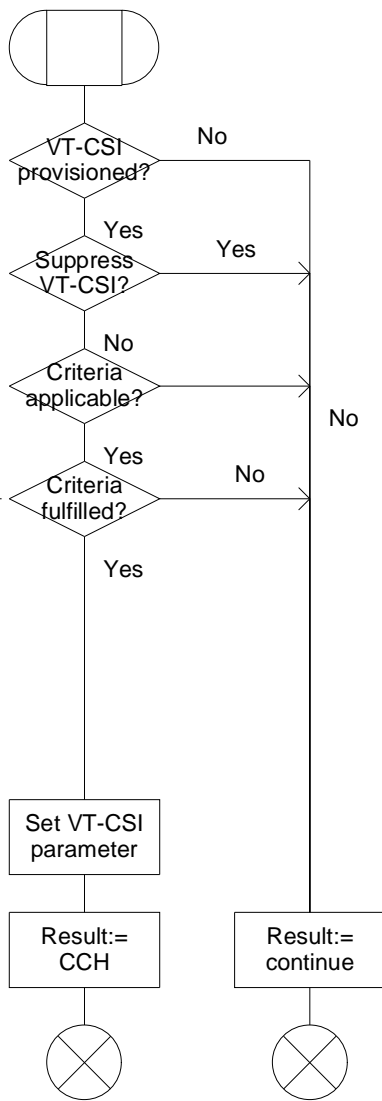 VT-CSI
provisioned?
No
Yes
Suppress
VT-CSI?
Yes
No
Criteria
applicable?
No
Yes
Criteria
fulfilled?
No
Yes
Set VT-CSI
parameter
Result:=
CCH
Result:=
continue